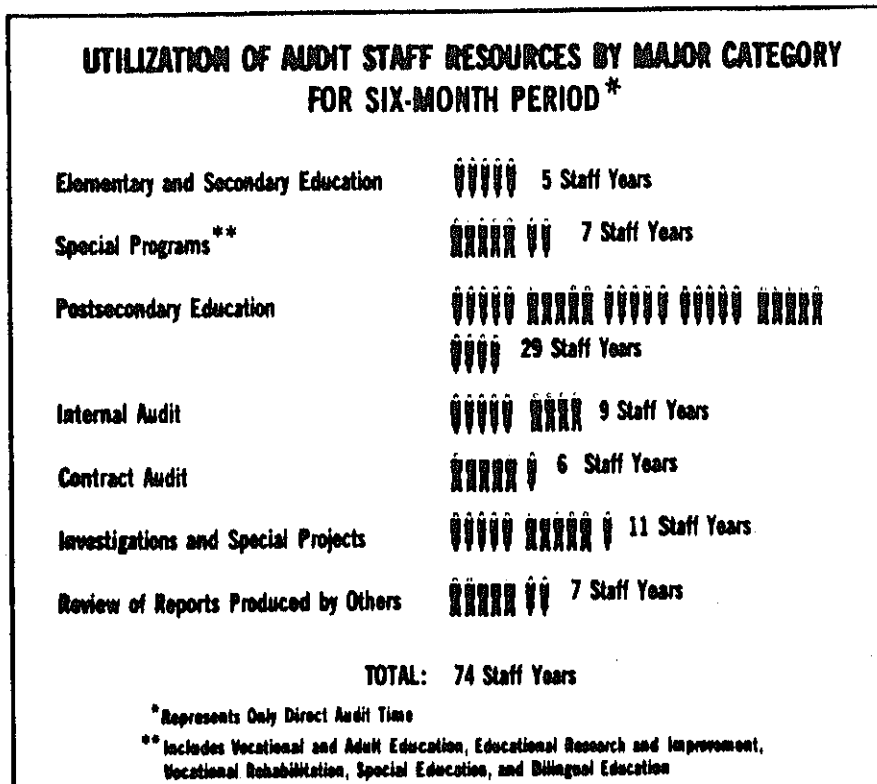 UTILIZATION OF AUDIT STAFF RESOURCES BY MAJOR CATEGORY
FOR SIX-MONTH PERIOD*
Elementary and Secondary Education 5 Staff Years
Special Programs** 7 Staff Years
Postsecondary Education
29 Staff Years
Internal Audit 9 Staff Years
Contract Audit 6 Staff Years
Investigations and Special Projects 11 Staff Years
Review of Reports Produced by Others 7 Staff Years
TOTAL: 74 Staff Years
*Represents Only Direct Audit Time
**Includes Vocational and Adult Education, Educational Research and Improvement,
Vocational Rehabilitation, Special Education, and Bilingual Education